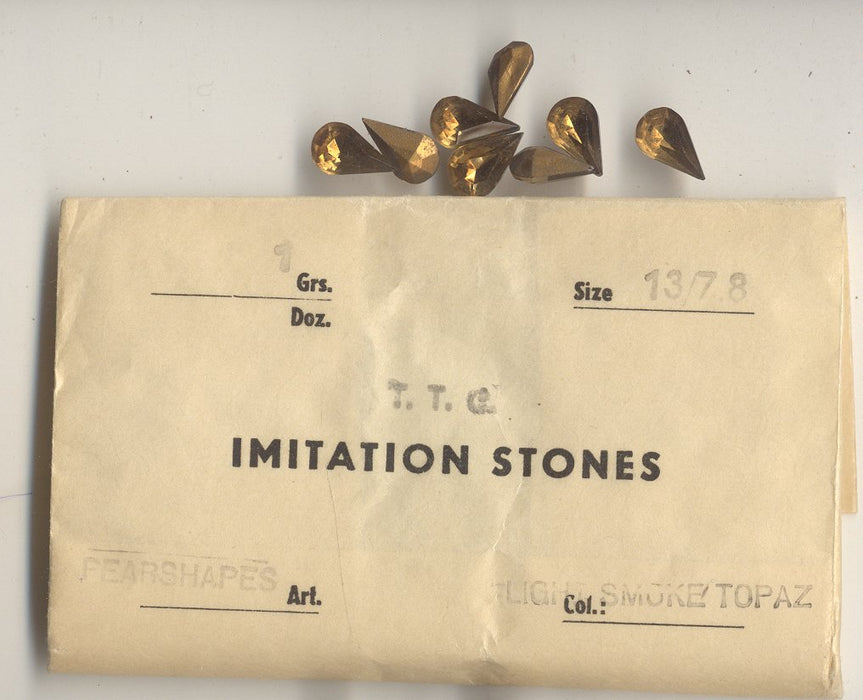 1
Grs.
Doz.
Size 13/7.8
T. T. C.
IMITATION STONES
PEARSHAPES
Art.
LIGHT SMOKE/TOPAZ
Col.: